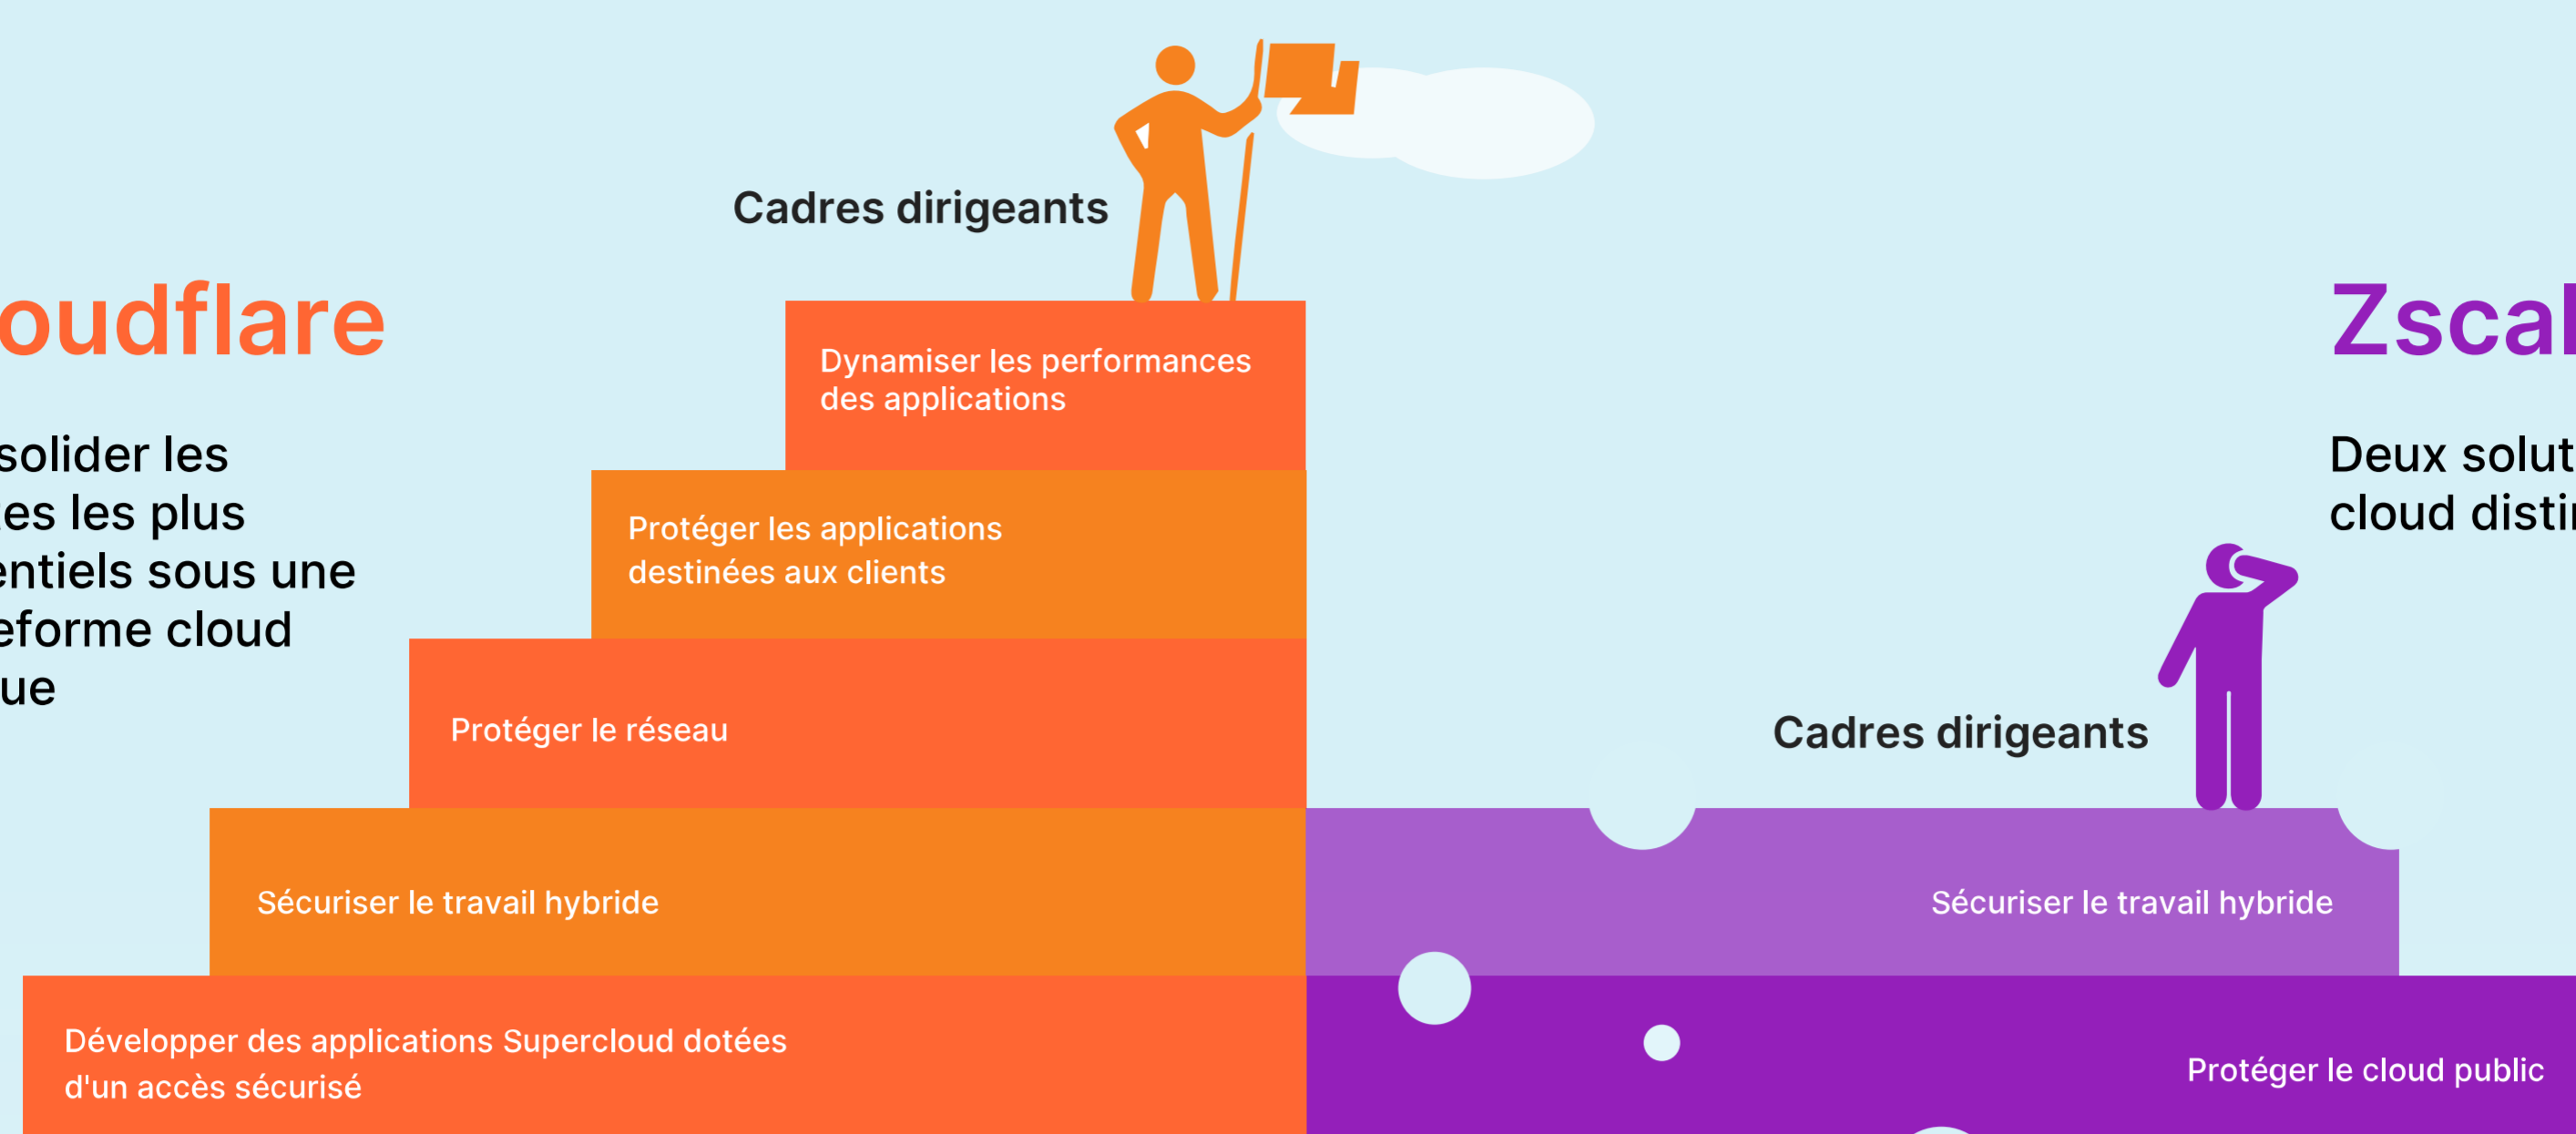 Cadres dirigeants
oudflare
solider les
es les plus
entiels sous une
eforme cloud
ue
Dynamiser les performances
des applications
Protéger les applications
destinées aux clients
Protéger le réseau
Sécuriser le travail hybride
Développer des applications Supercloud dotées
d'un accès sécurisé
Zscal
Deux solut
cloud disti
Cadres dirigeants
Sécuriser le travail hybride
Protéger le cloud public